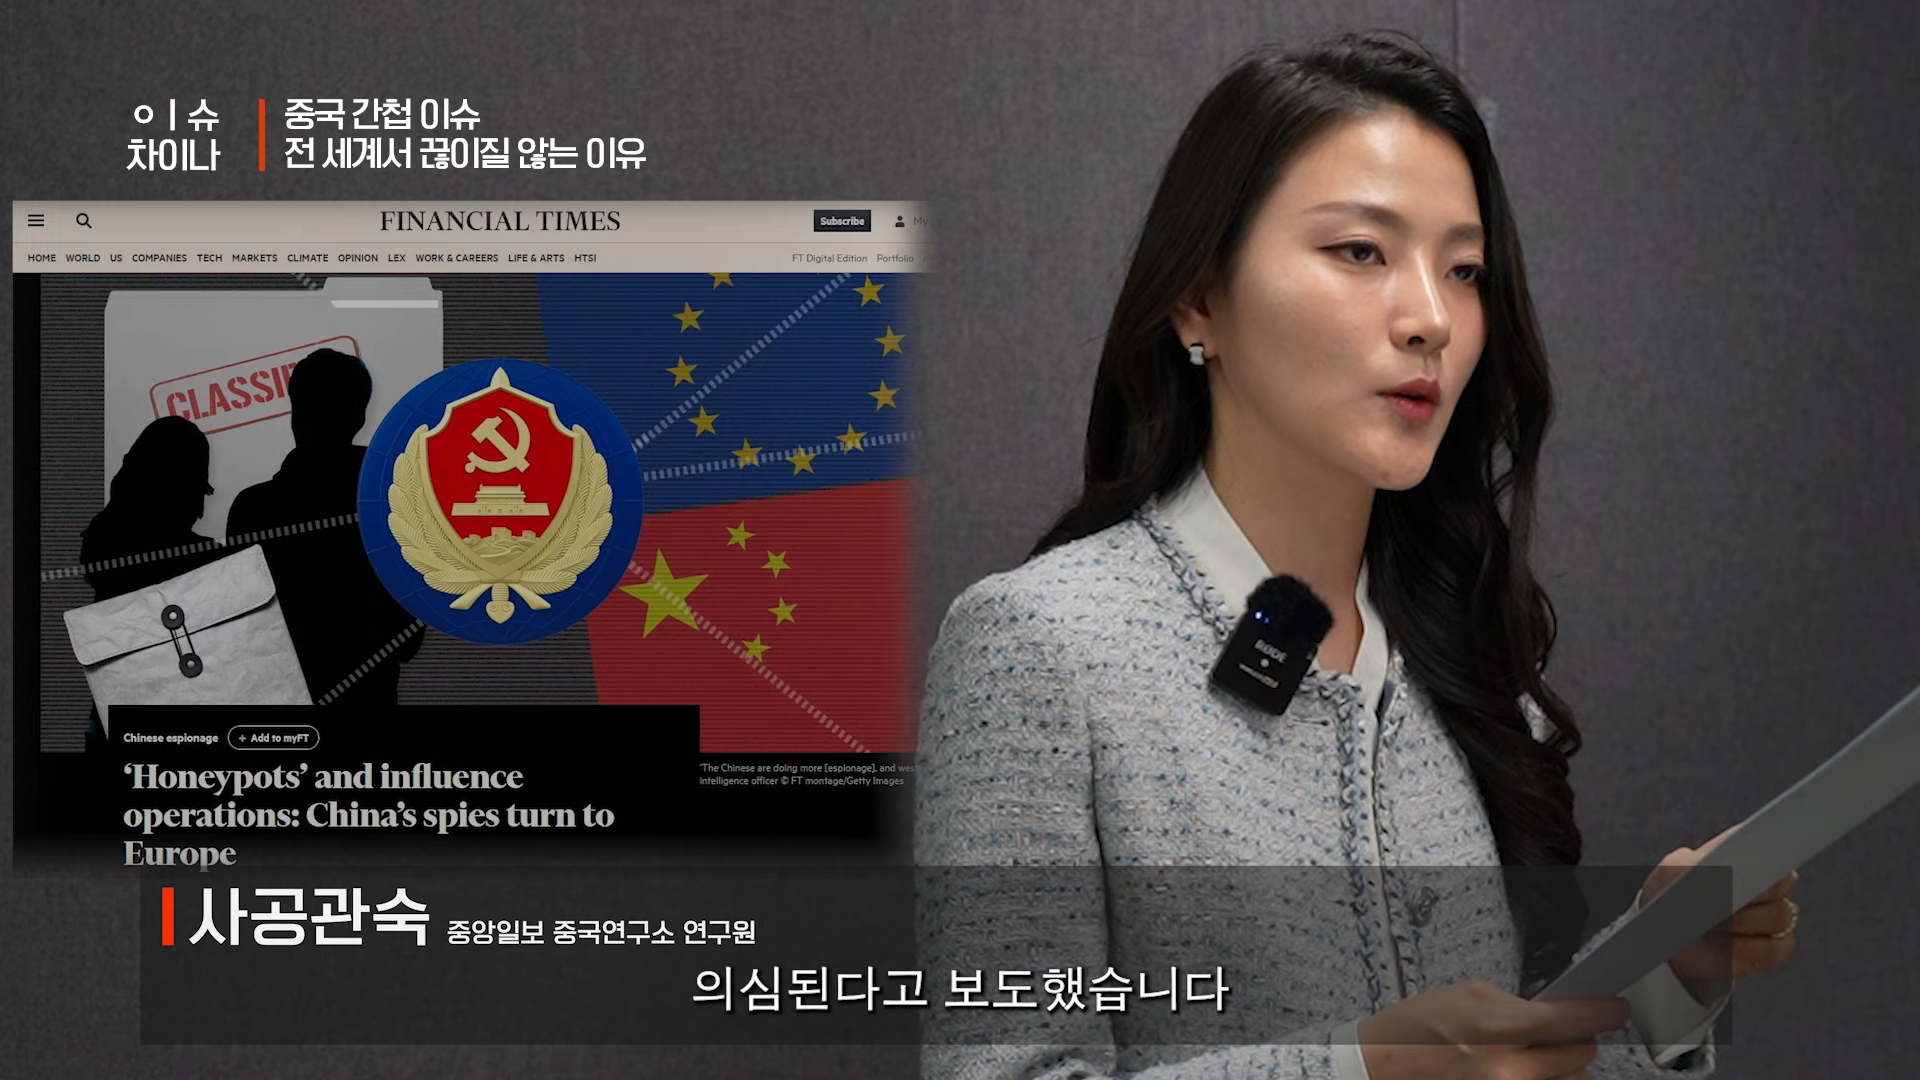 이슈
차이나
중국 간첩 이슈
전 세계서 끊이질 않는 이유
FINANCIAL TIMES
Subscribe
My
HOME WORLD US COMPANIES TECH MARKETS CLIMATE OPINION LEX WORK & CAREERS LIFE & ARTS HTSI
FT Digital Edition Portfolio
CLASSIF
Chinese espionage + Add to myFT
‘Honeypots’ and influence
operations: China’s spies turn to
Europe
‘The Chinese are doing more [espionage], and
intelligence officer © FT montage/Getty Images
RØDE
사공관숙 중앙일보 중국연구소 연구원
의심된다고 보도했습니다